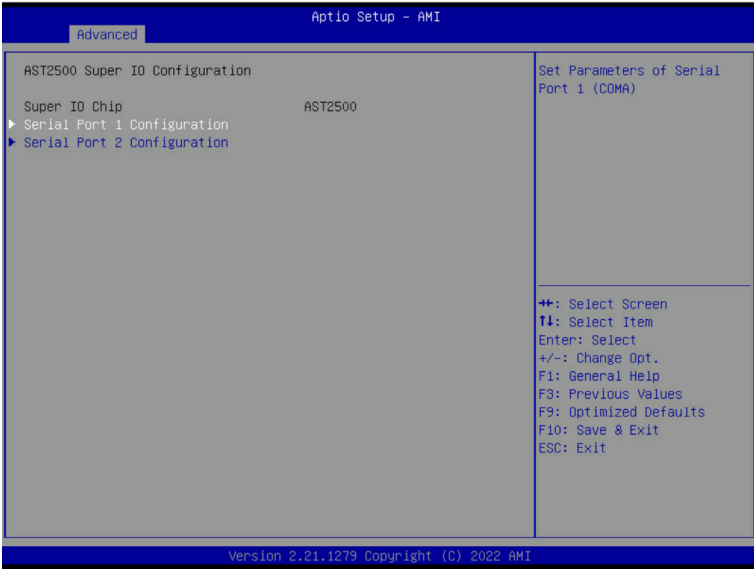 Aptio Setup - AMI
Advanced
AST2500 Super IO Configuration
Super IO Chip AST2500
Serial Port 1 Configuration
Serial Port 2 Configuration
Set Parameters of Serial
Port 1 (COMA)
→←: Select Screen
↑↓: Select Item
Enter: Select
+/-: Change Opt.
F1: General Help
F3: Previous Values
F9: Optimized Defaults
F10: Save & Exit
ESC: Exit
Version 2.21.1279 Copyright (C) 2022 AMI